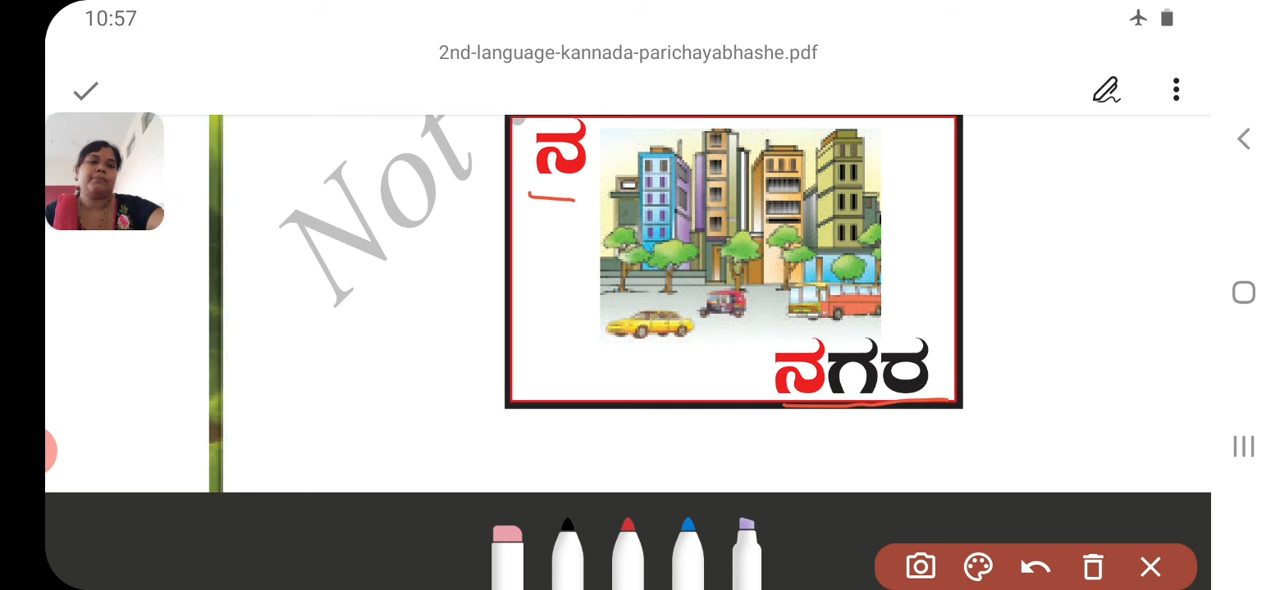 10:57
2nd-language-kannada-parichayabhashe.pdf
Not
ನ
ನಗರ